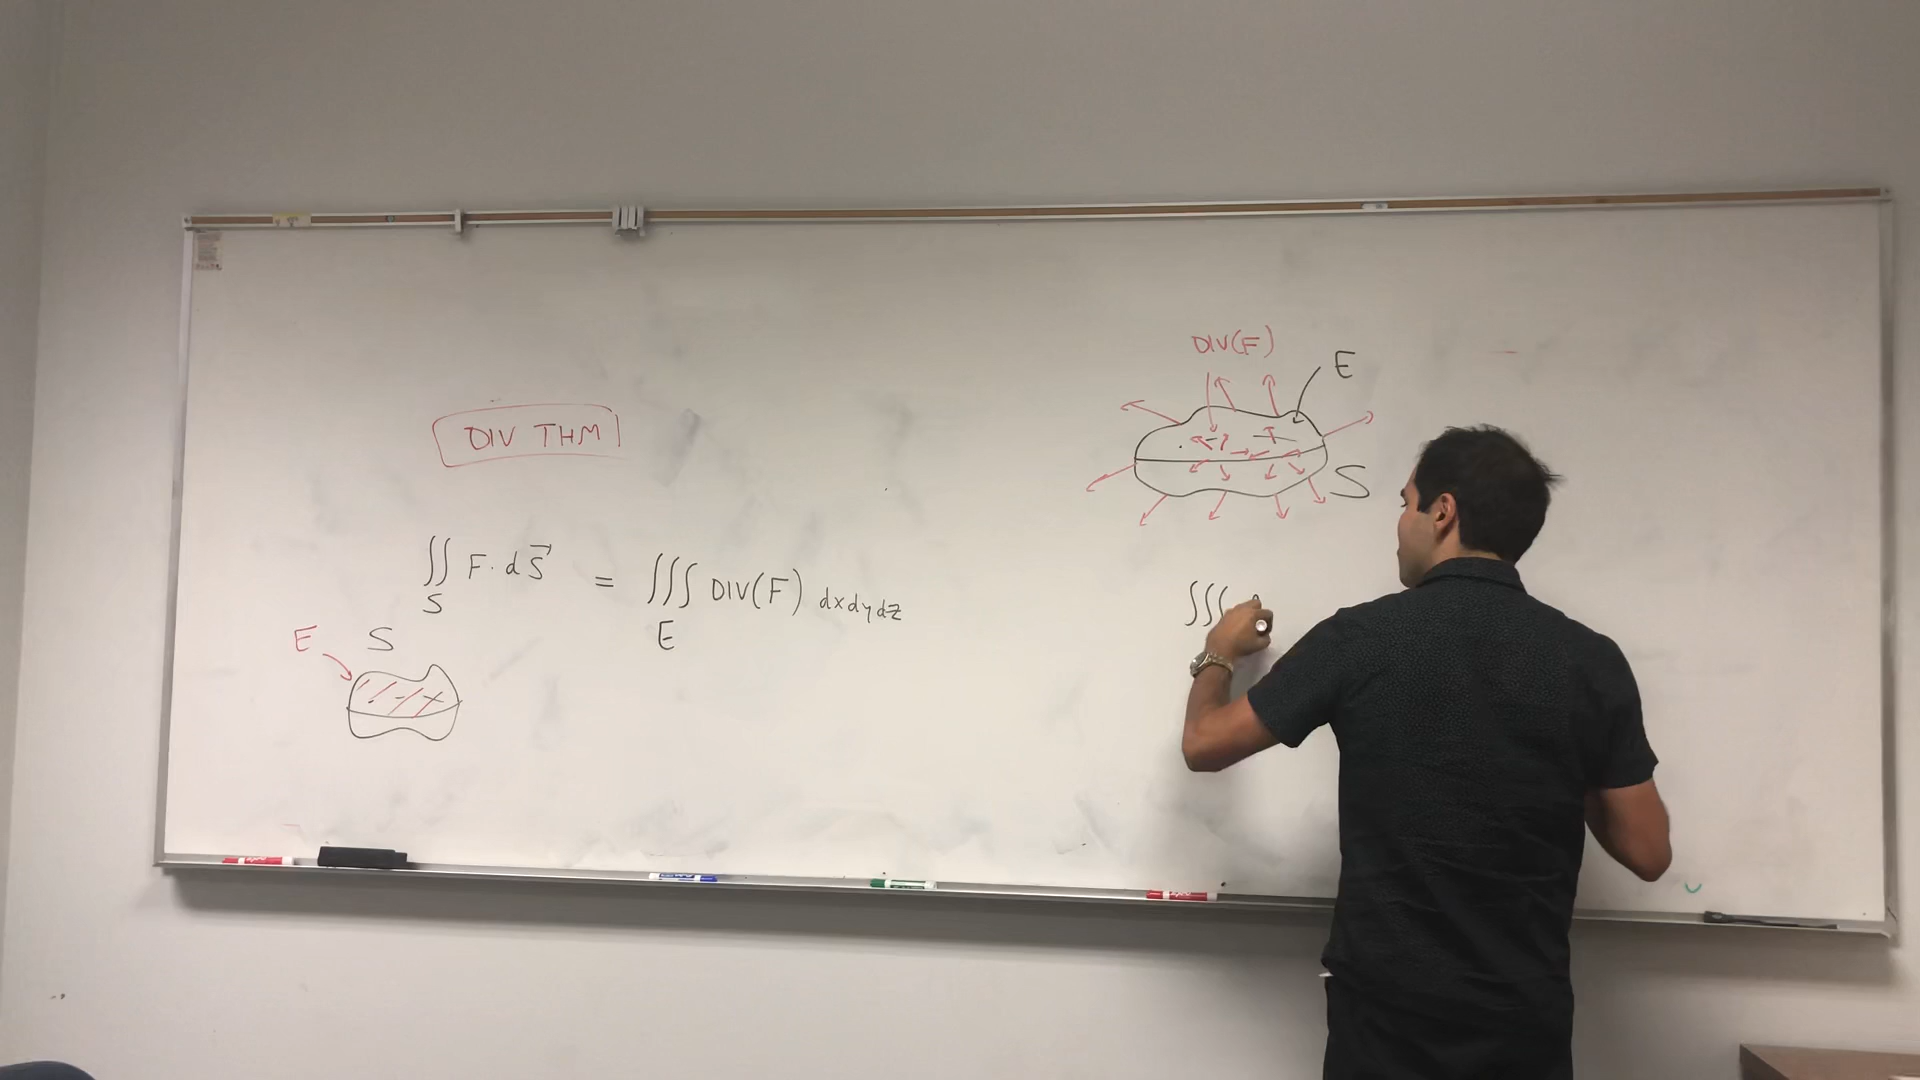 DIV THM
∬ F · dS⃗ = ∭ DIV(F) dxdydz
S E
E S
DIV(F)
E
S
∭